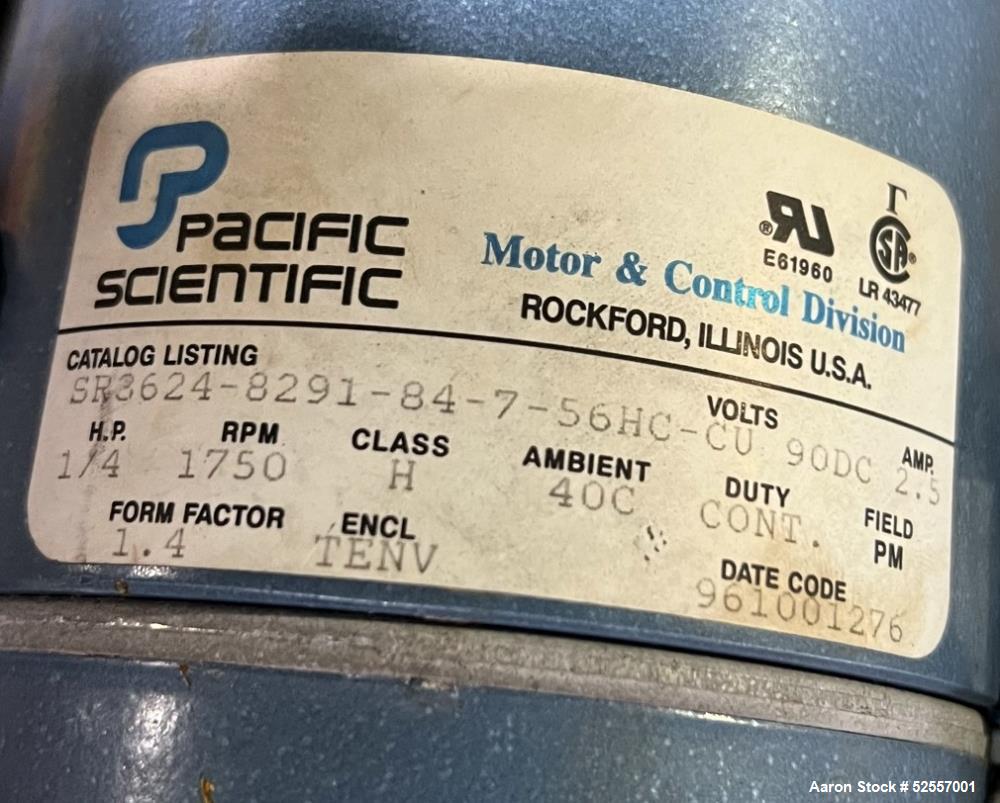 PACIFIC
SCIENTIFIC
Motor & Control Division
ROCKFORD, ILLINOIS U.S.A.
® UR
E61960
SA®
LR 43477
CATALOG LISTING VOLTS AMP.
SR3624-8291-84-7-56HC-CU 90DC 2.5
H.P. RPM CLASS AMBIENT DUTY FIELD
1/4 1750 H 40C CONT. PM
FORM FACTOR ENCL DATE CODE
1.4 TENV 961001276
Aaron Stock # 52557001